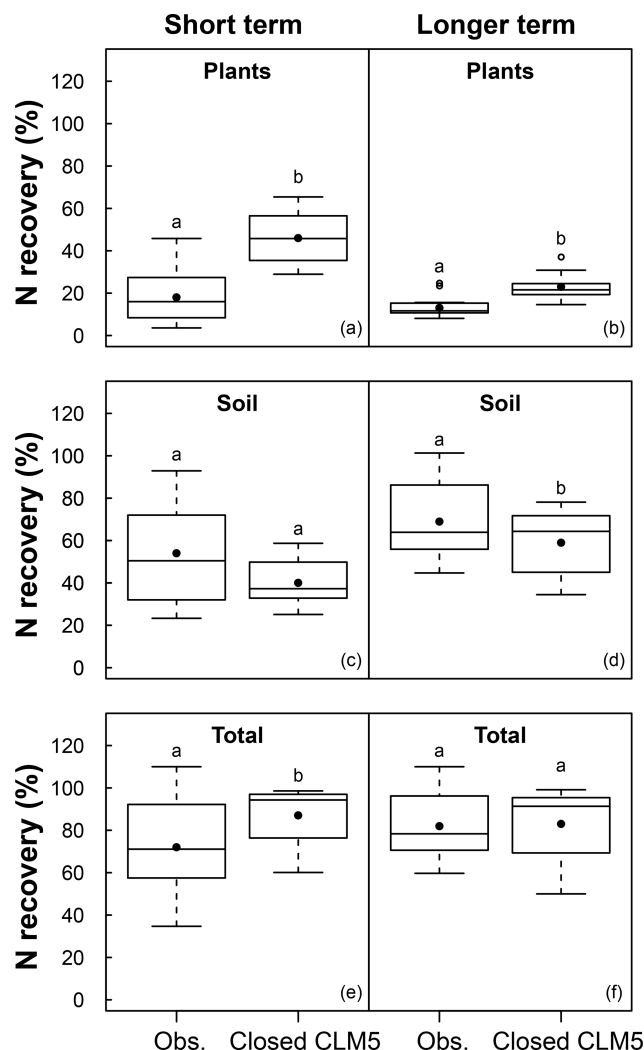 Short term Longer term
Plants Plants
N recovery (%)
120
100
80
60
40
20
0
a b a b
(a) (b)
Soil Soil
N recovery (%)
120
100
80
60
40
20
0
a a a b
(c) (d)
Total Total
N recovery (%)
120
100
80
60
40
20
0
a b a a
(e) (f)
Obs. Closed CLM5 Obs. Closed CLM5